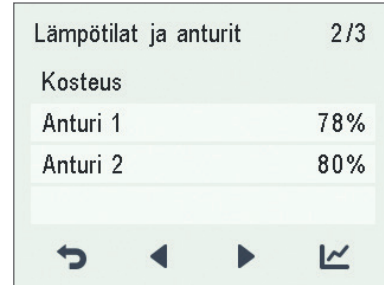 Lämpötilat ja anturit 2/3
Kosteus
Anturi 1 78%
Anturi 2 80%